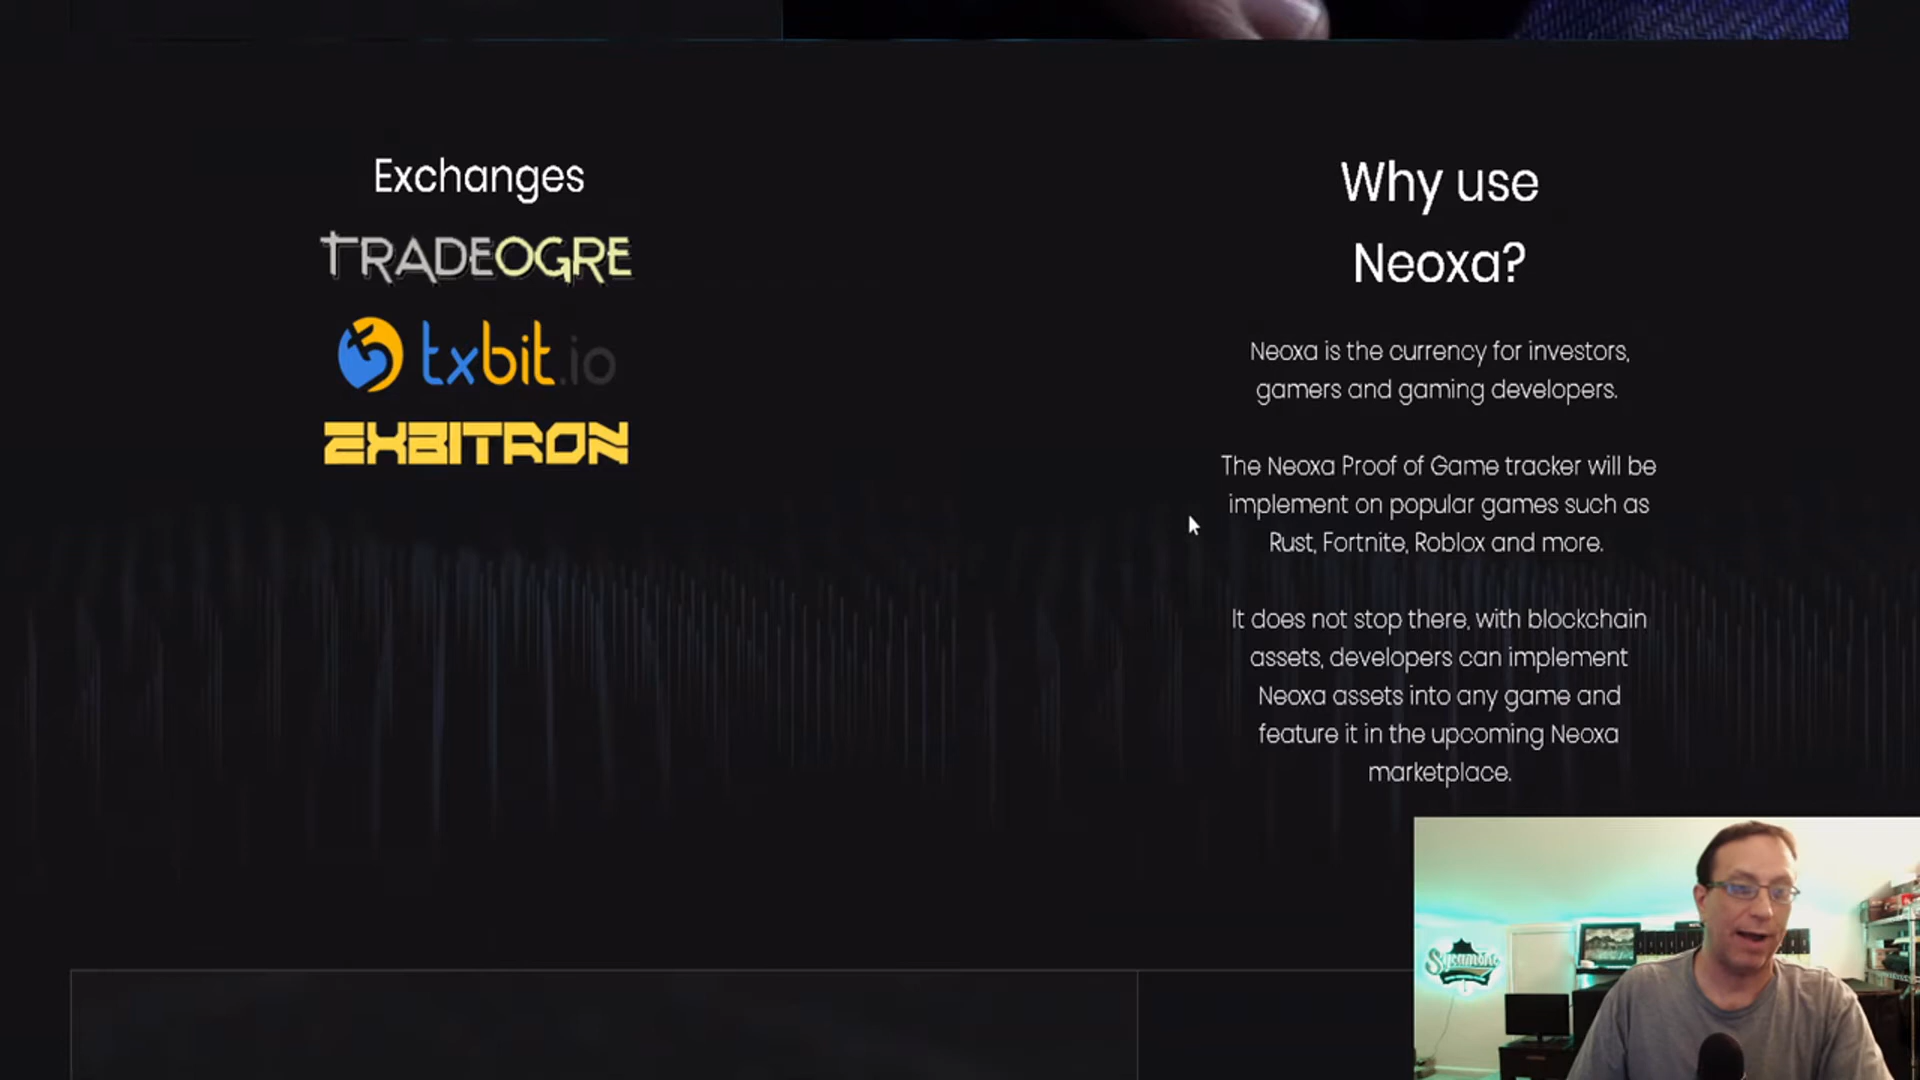 Exchanges
TRADEOGRE
txbit.io
EXBITRON
Why use
Neoxa?
Neoxa is the currency for investors,
gamers and gaming developers.
The Neoxa Proof of Game tracker will be
implement on popular games such as
Rust, Fortnite, Roblox and more.
It does not stop there, with blockchain
assets, developers can implement
Neoxa assets into any game and
feature it in the upcoming Neoxa
marketplace.
Sycamore